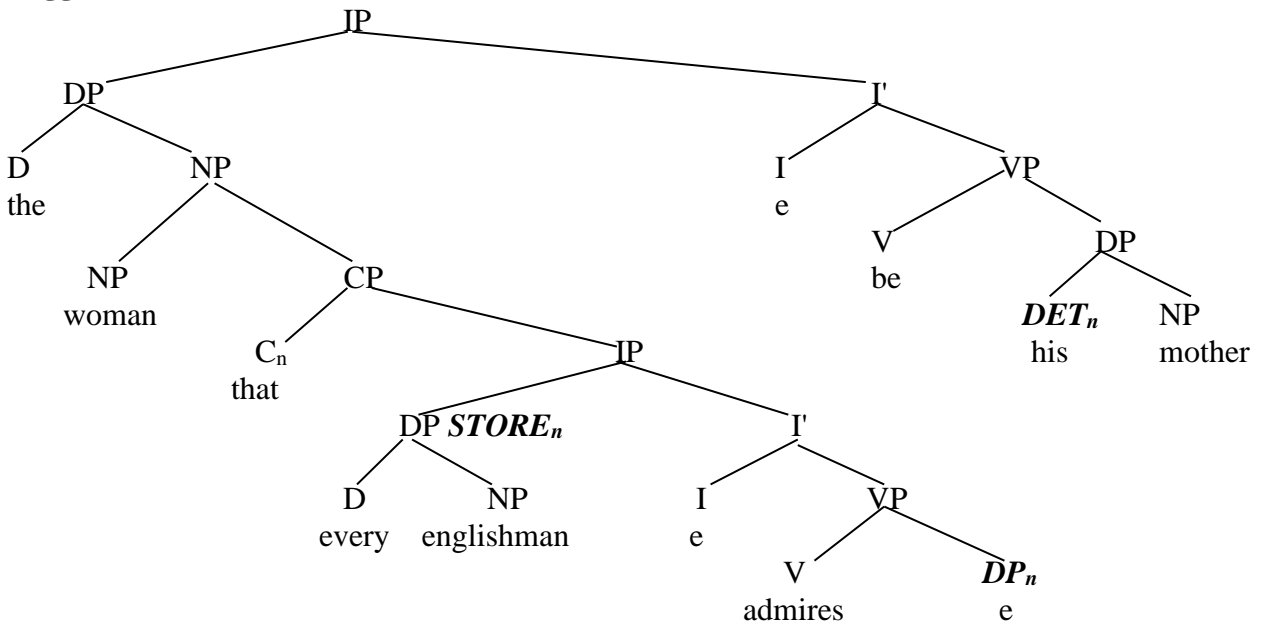 IP
DP I'
D NP I VP
the e
V DP
NP CP be
woman DETₙ NP
Cₙ IP his mother
that
DP STOREₙ I'
D NP I VP
every englishman e
V DPₙ
admires e